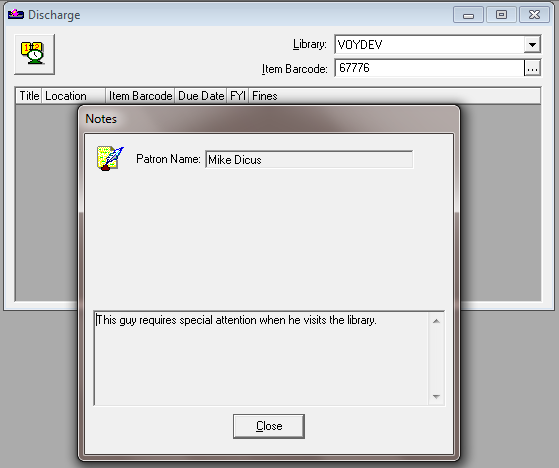 Discharge
Library: VOYDEV
Item Barcode: 67776 ...
Title Location Item Barcode Due Date FYI Fines
Notes
Patron Name: Mike Dicus
This guy requires special attention when he visits the library.
Close